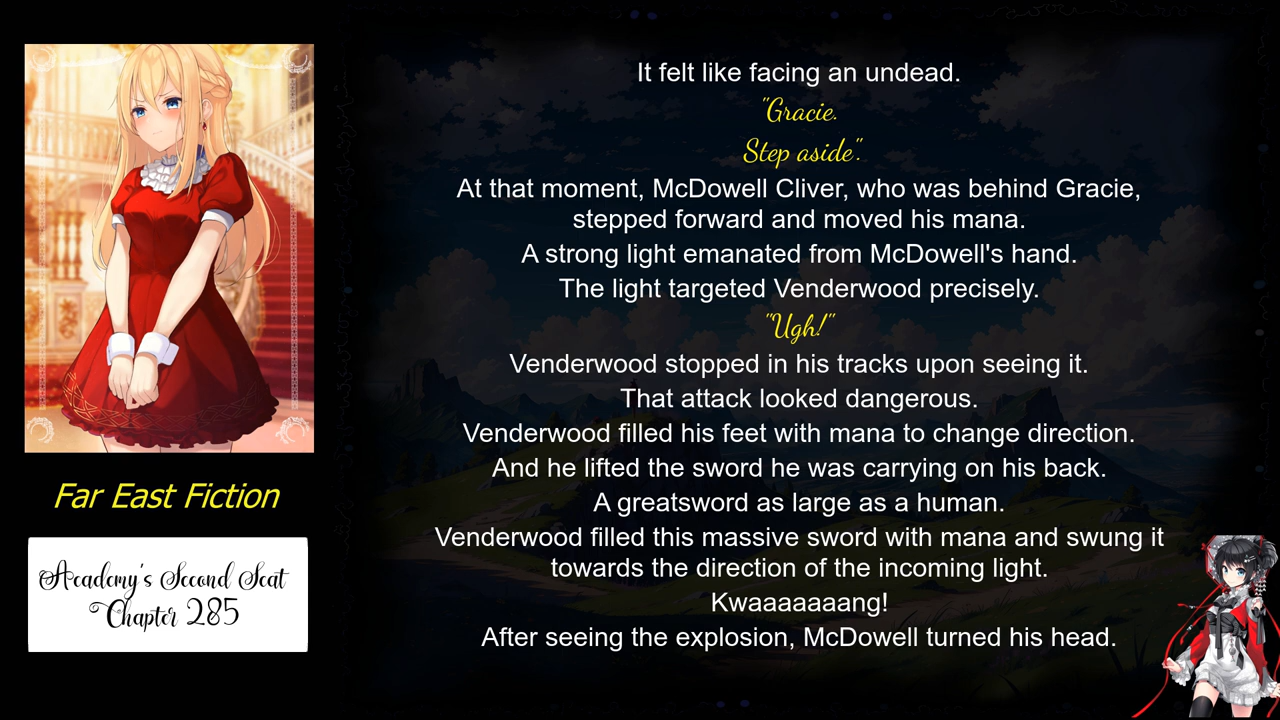 It felt like facing an undead.
"Gracie.
Step aside".
At that moment, McDowell Cliver, who was behind Gracie,
stepped forward and moved his mana.
A strong light emanated from McDowell's hand.
The light targeted Venderwood precisely.
"Ugh!"
Venderwood stopped in his tracks upon seeing it.
That attack looked dangerous.
Venderwood filled his feet with mana to change direction.
And he lifted the sword he was carrying on his back.
A greatsword as large as a human.
Venderwood filled this massive sword with mana and swung it
towards the direction of the incoming light.
Kwaaaaaaang!
After seeing the explosion, McDowell turned his head.
Far East Fiction
Academy's Second Seat
Chapter 285